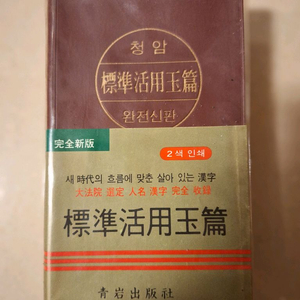 청암
標準活用玉篇
완전신판
完全新版
2색 인쇄
새 時代의 흐름에 맞춘 살아 있는 漢字
大法院 選定 人名 漢字 完全 收錄
標準活用玉篇
青岩出版社